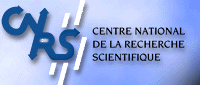 CNRS
CENTRE NATIONAL
DE LA RECHERCHE
SCIENTIFIQUE